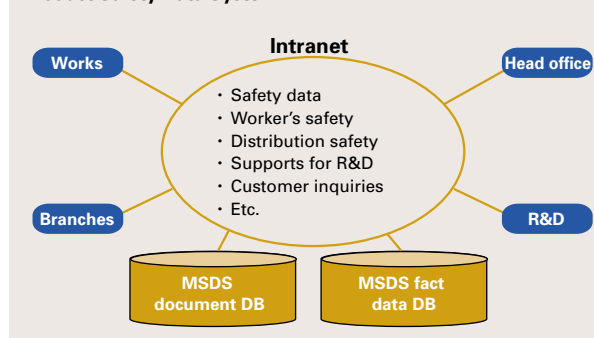 Intranet
Works
Head office
· Safety data
· Worker's safety
· Distribution safety
· Supports for R&D
· Customer inquiries
· Etc.
Branches
R&D
MSDS
document DB
MSDS fact
data DB